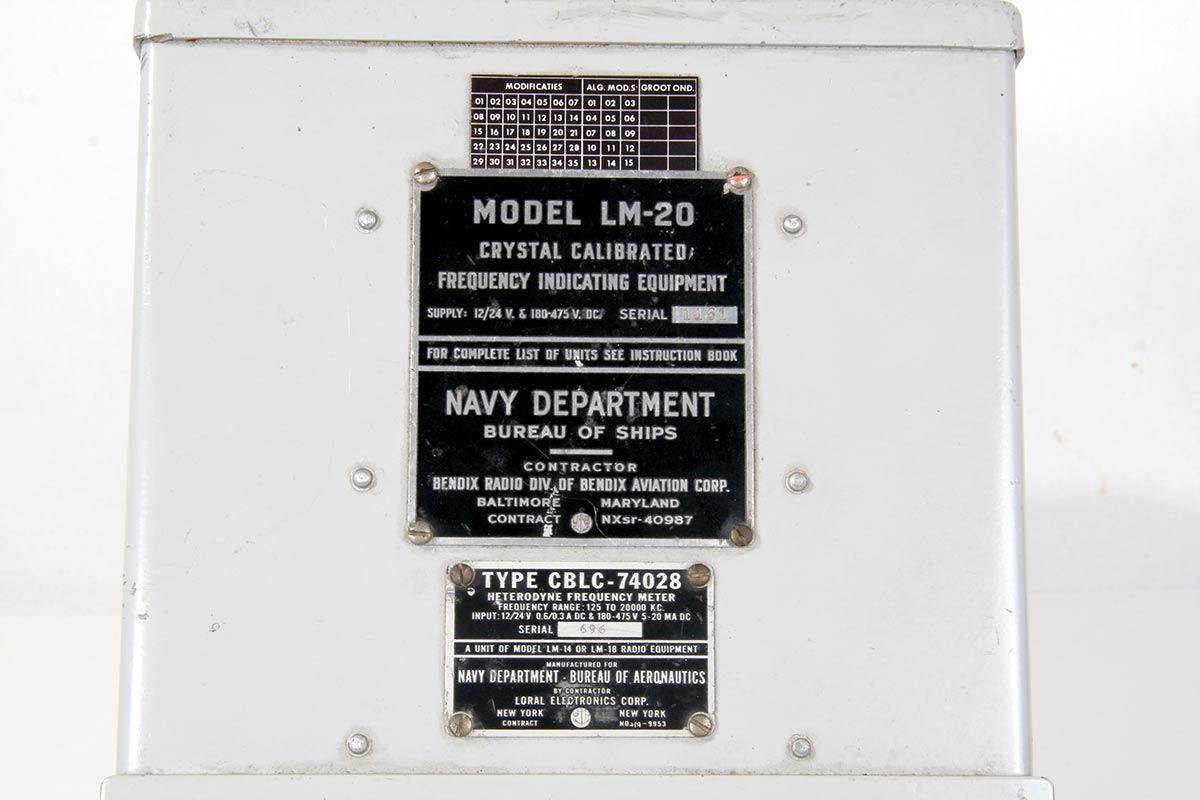 MODIFICATIES ALG. MOD.S GROOT OND.
01 02 03 04 05 06 07 01 02 03
08 09 10 11 12 13 14 04 05 06
15 16 17 18 19 20 21 07 08 09
22 23 24 25 26 27 28 10 11 12
29 30 31 32 33 34 35 13 14 15
MODEL LM-20
CRYSTAL CALIBRATED
FREQUENCY INDICATING EQUIPMENT
SUPPLY: 12/24 V. & 180-475 V. DC. SERIAL
FOR COMPLETE LIST OF UNITS SEE INSTRUCTION BOOK
NAVY DEPARTMENT
BUREAU OF SHIPS
CONTRACTOR
BENDIX RADIO DIV. OF BENDIX AVIATION CORP.
BALTIMORE MARYLAND
CONTRACT NXsr-40987
TYPE CBLC-74028
HETERODYNE FREQUENCY METER
FREQUENCY RANGE: 125 TO 20000 KC.
INPUT: 12/24 V 0.6/0.3 A DC & 180-475 V 5-20 MA DC
SERIAL 696
A UNIT OF MODEL LM-14 OR LM-18 RADIO EQUIPMENT
MANUFACTURED FOR
NAVY DEPARTMENT - BUREAU OF AERONAUTICS
BY CONTRACTOR
LORAL ELECTRONICS CORP.
NEW YORK NEW YORK
CONTRACT